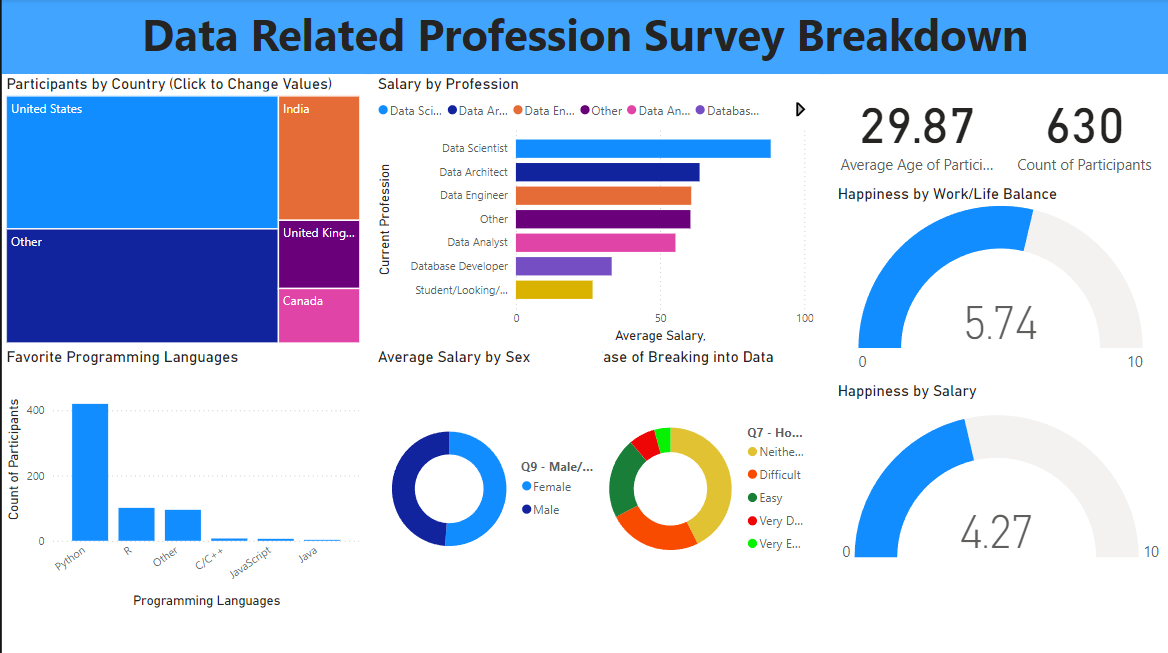 Data Related Profession Survey Breakdown
Participants by Country (Click to Change Values)
United States
India
Other
United King...
Canada
Salary by Profession
Data Sci... Data Ar... Data En... Other Data An... Databas...
Current Profession
Data Scientist
Data Architect
Data Engineer
Other
Data Analyst
Database Developer
Student/Looking/...
0 50 100
Average Salary,
29.87
Average Age of Partici...
630
Count of Participants
Happiness by Work/Life Balance
5.74
0 10
Favorite Programming Languages
Count of Participants
400
200
0
Python R Other C/C++ JavaScript Java
Programming Languages
Average Salary by Sex
Q9 - Male/...
Female
Male
ase of Breaking into Data
Q7 - Ho...
Neithe...
Difficult
Easy
Very D...
Very E...
Happiness by Salary
4.27
0 10